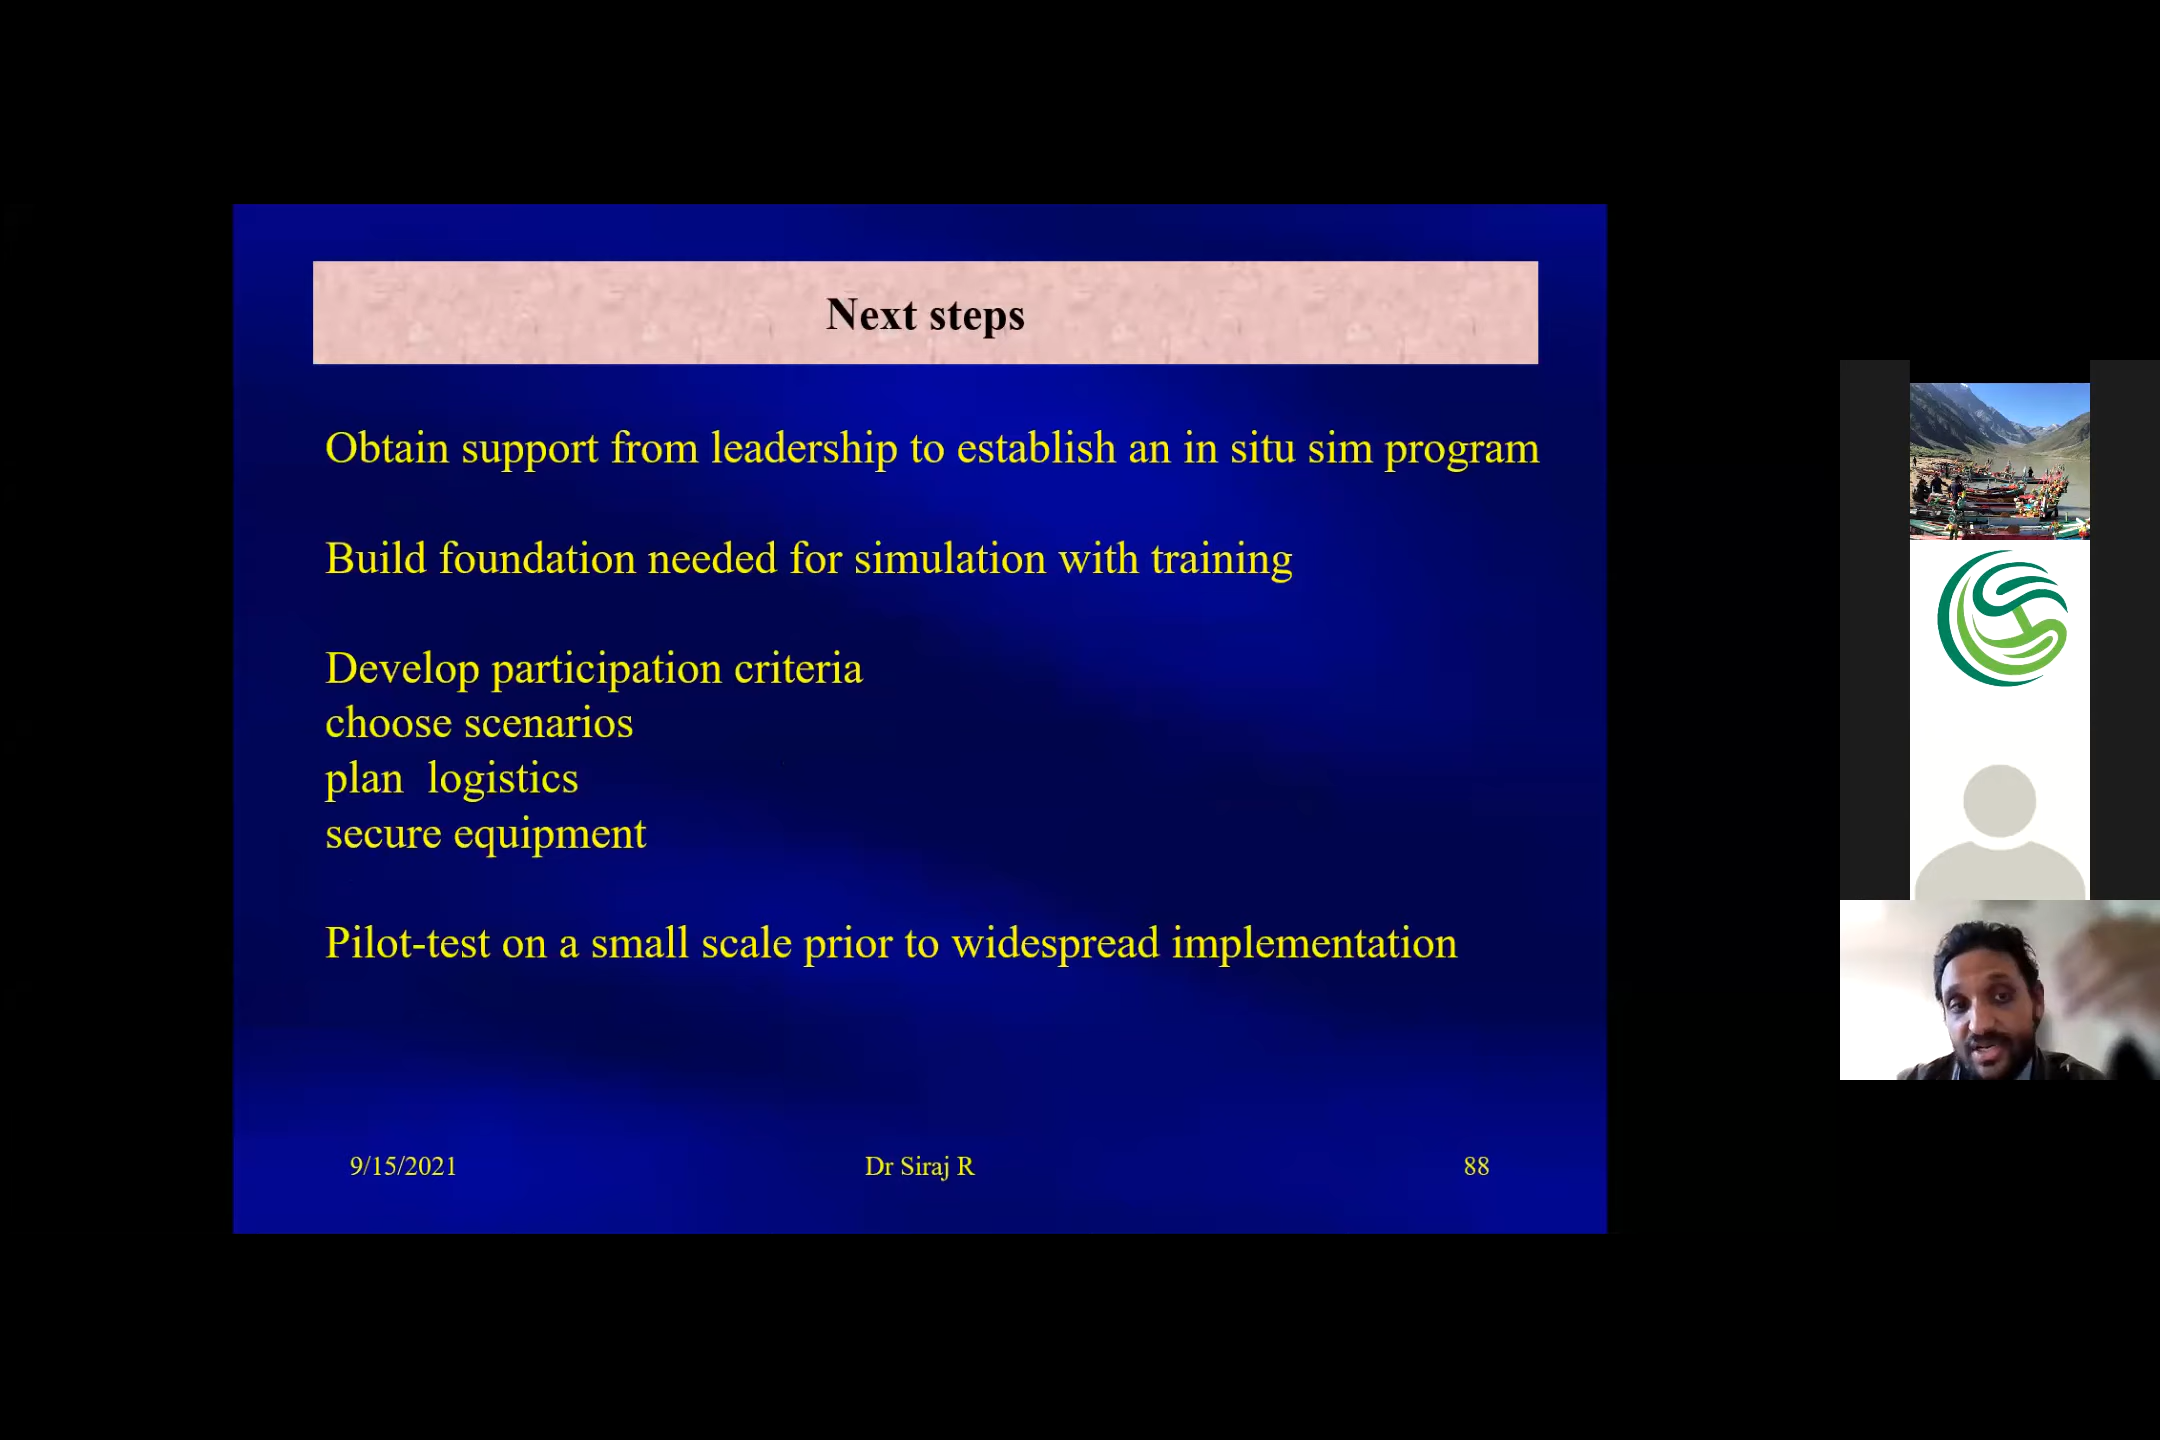 Next steps
Obtain support from leadership to establish an in situ sim program
Build foundation needed for simulation with training
Develop participation criteria
choose scenarios
plan  logistics
secure equipment
Pilot-test on a small scale prior to widespread implementation
9/15/2021
Dr Siraj R
88